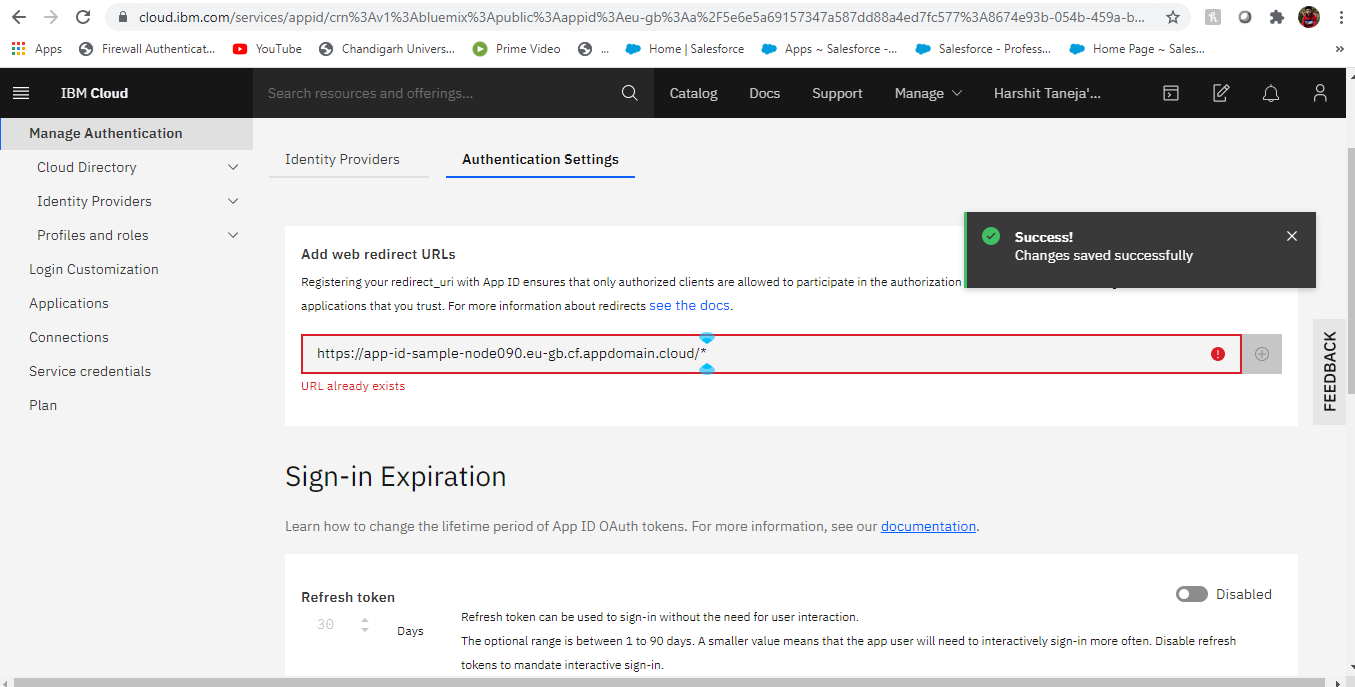 cloud.ibm.com/services/appid/crn%3Av1%3Abluemix%3Apublic%3Aappid%3Aeu-gb%3Aa%2F5e6e5a69157347a587dd88a4ed7fc577%3A8674e93b-054b-459a-b...
Apps Firewall Authenticat... YouTube Chandigarh Univers... Prime Video ... Home | Salesforce Apps ~ Salesforce -... Salesforce - Profess... Home Page ~ Sales... »
IBM Cloud Search resources and offerings... Catalog Docs Support Manage Harshit Taneja'...
Manage Authentication
Cloud Directory
Identity Providers
Profiles and roles
Login Customization
Applications
Connections
Service credentials
Plan
Identity Providers Authentication Settings
Success!
Changes saved successfully
Add web redirect URLs
Registering your redirect_uri with App ID ensures that only authorized clients are allowed to participate in the authorization
applications that you trust. For more information about redirects see the docs.
https://app-id-sample-node090.eu-gb.cf.appdomain.cloud/*
URL already exists
FEEDBACK
Sign-in Expiration
Learn how to change the lifetime period of App ID OAuth tokens. For more information, see our documentation.
Refresh token
Disabled
30 Days
Refresh token can be used to sign-in without the need for user interaction.
The optional range is between 1 to 90 days. A smaller value means that the app user will need to interactively sign-in more often. Disable refresh
tokens to mandate interactive sign-in.